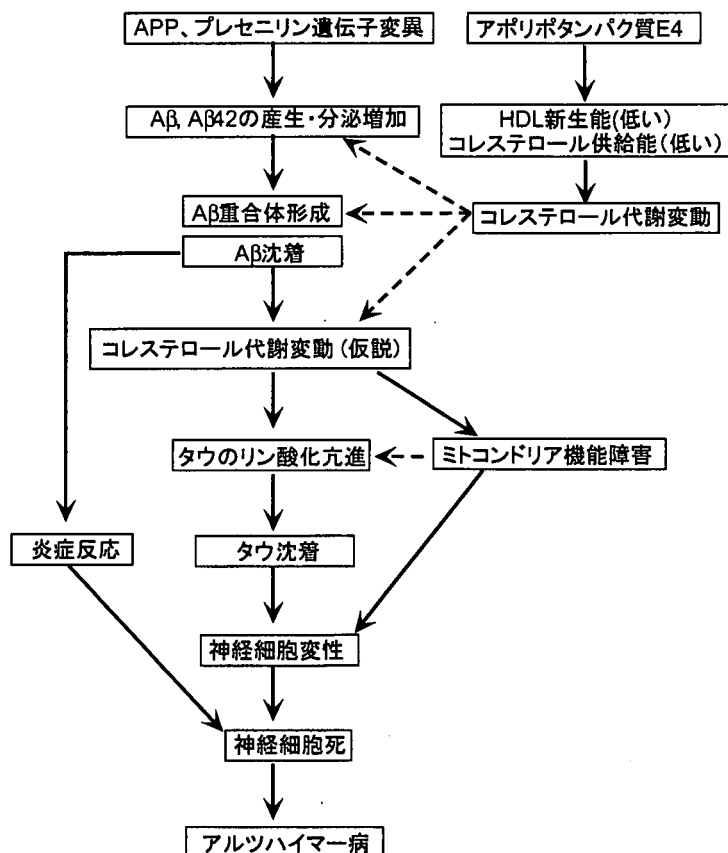 APP、プレセニリン遺伝子変異
アポリポタンパク質E4
Aβ, Aβ42の産生・分泌増加
HDL新生能(低い)
コレステロール供給能(低い)
Aβ重合体形成
コレステロール代謝変動
Aβ沈着
コレステロール代謝変動(仮説)
タウのリン酸化亢進
ミトコンドリア機能障害
炎症反応
タウ沈着
神経細胞変性
神経細胞死
アルツハイマー病